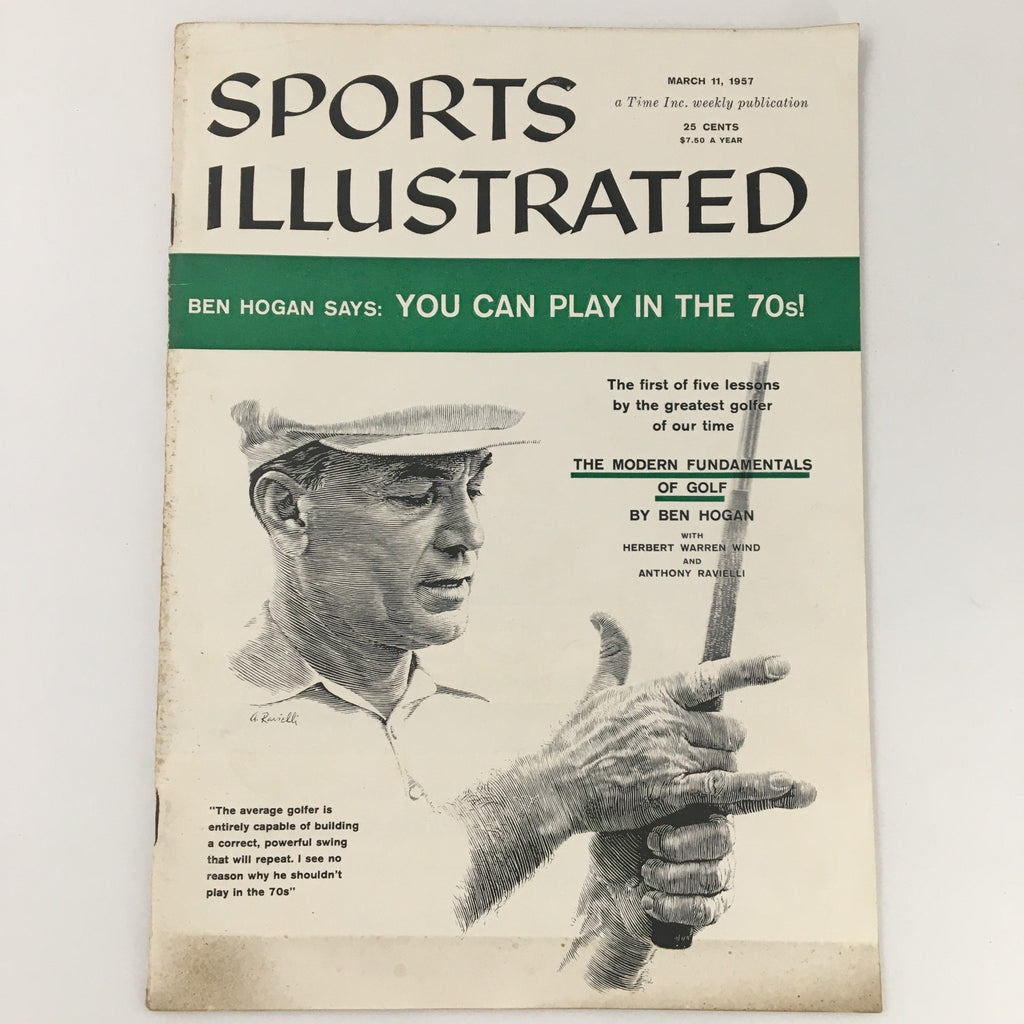 SPORTS
ILLUSTRATED
MARCH 11, 1957
a Time Inc. weekly publication
25 CENTS
$7.50 A YEAR
BEN HOGAN SAYS: YOU CAN PLAY IN THE 70s!
The first of five lessons
by the greatest golfer
of our time
THE MODERN FUNDAMENTALS
OF GOLF
BY BEN HOGAN
WITH
HERBERT WARREN WIND
AND
ANTHONY RAVIELLI
A. Ravielli
"The average golfer is
entirely capable of building
a correct, powerful swing
that will repeat. I see no
reason why he shouldn't
play in the 70s"